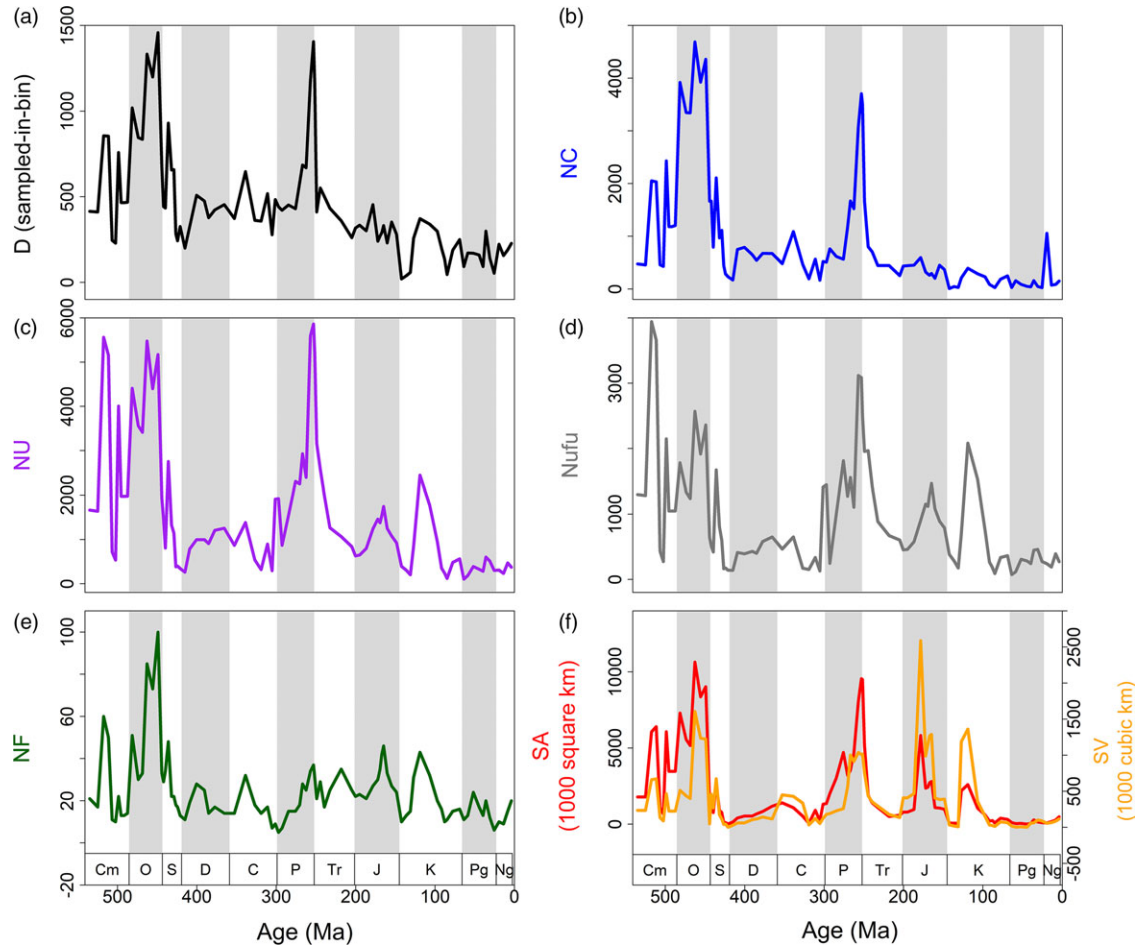 (a)
D (sampled-in-bin)
0
500
1000
1500
(b)
NC
0
2000
4000
(c)
NU
0
2000
4000
6000
(d)
Nufu
0
1000
3000
(e)
NF
-20
20
60
100
Cm O S D C P Tr J K Pg Ng
500 400 300 200 100 0
Age (Ma)
(f)
SA
(1000 square km)
0
5000
10000
SV
(1000 cubic km)
-500
500
1500
2500
Cm O S D C P Tr J K Pg Ng
500 400 300 200 100 0
Age (Ma)